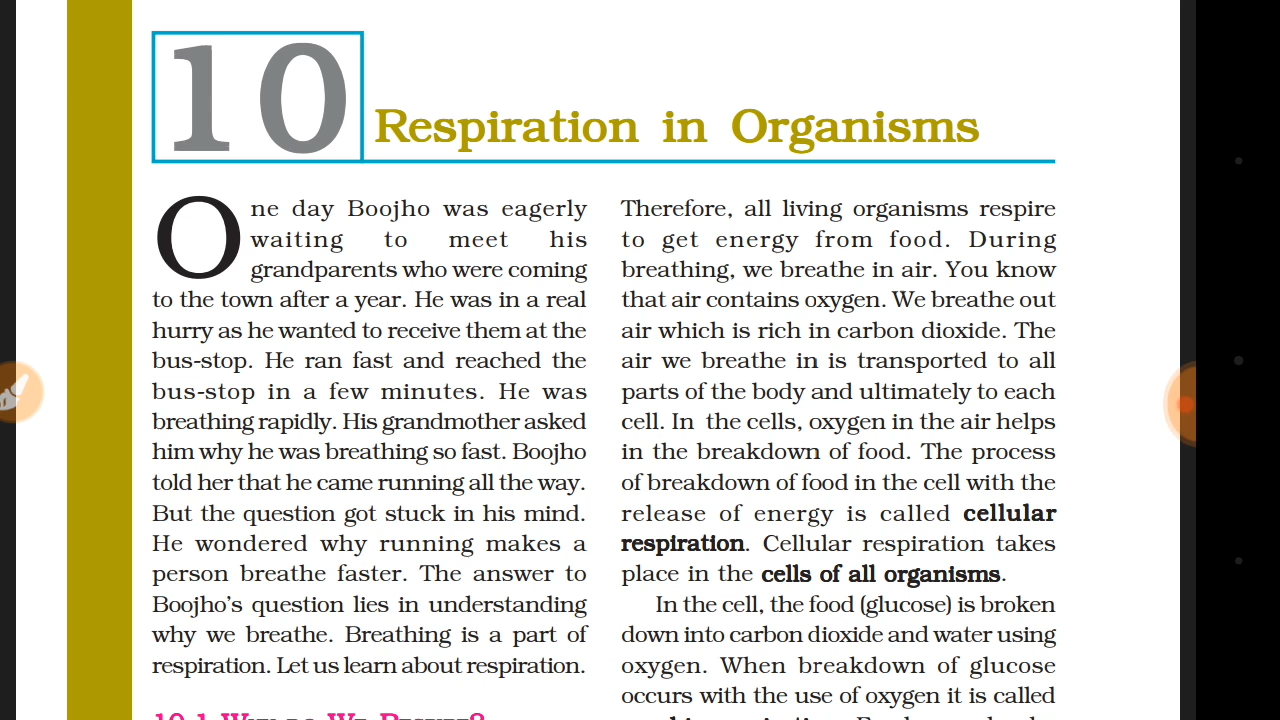 10
Respiration in Organisms
One day Boojho was eagerly
waiting to meet his
grandparents who were coming
to the town after a year. He was in a real
hurry as he wanted to receive them at the
bus-stop. He ran fast and reached the
bus-stop in a few minutes. He was
breathing rapidly. His grandmother asked
him why he was breathing so fast. Boojho
told her that he came running all the way.
But the question got stuck in his mind.
He wondered why running makes a
person breathe faster. The answer to
Boojho’s question lies in understanding
why we breathe. Breathing is a part of
respiration. Let us learn about respiration.
Therefore, all living organisms respire
to get energy from food. During
breathing, we breathe in air. You know
that air contains oxygen. We breathe out
air which is rich in carbon dioxide. The
air we breathe in is transported to all
parts of the body and ultimately to each
cell. In the cells, oxygen in the air helps
in the breakdown of food. The process
of breakdown of food in the cell with the
release of energy is called cellular
respiration. Cellular respiration takes
place in the cells of all organisms.
In the cell, the food (glucose) is broken
down into carbon dioxide and water using
oxygen. When breakdown of glucose
occurs with the use of oxygen it is called